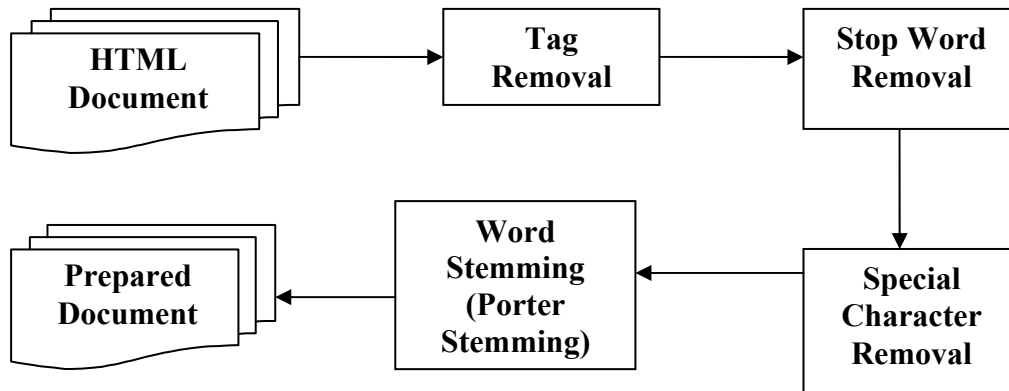 HTML
Document
Tag
Removal
Stop Word
Removal
Special
Character
Removal
Word
Stemming
(Porter
Stemming)
Prepared
Document